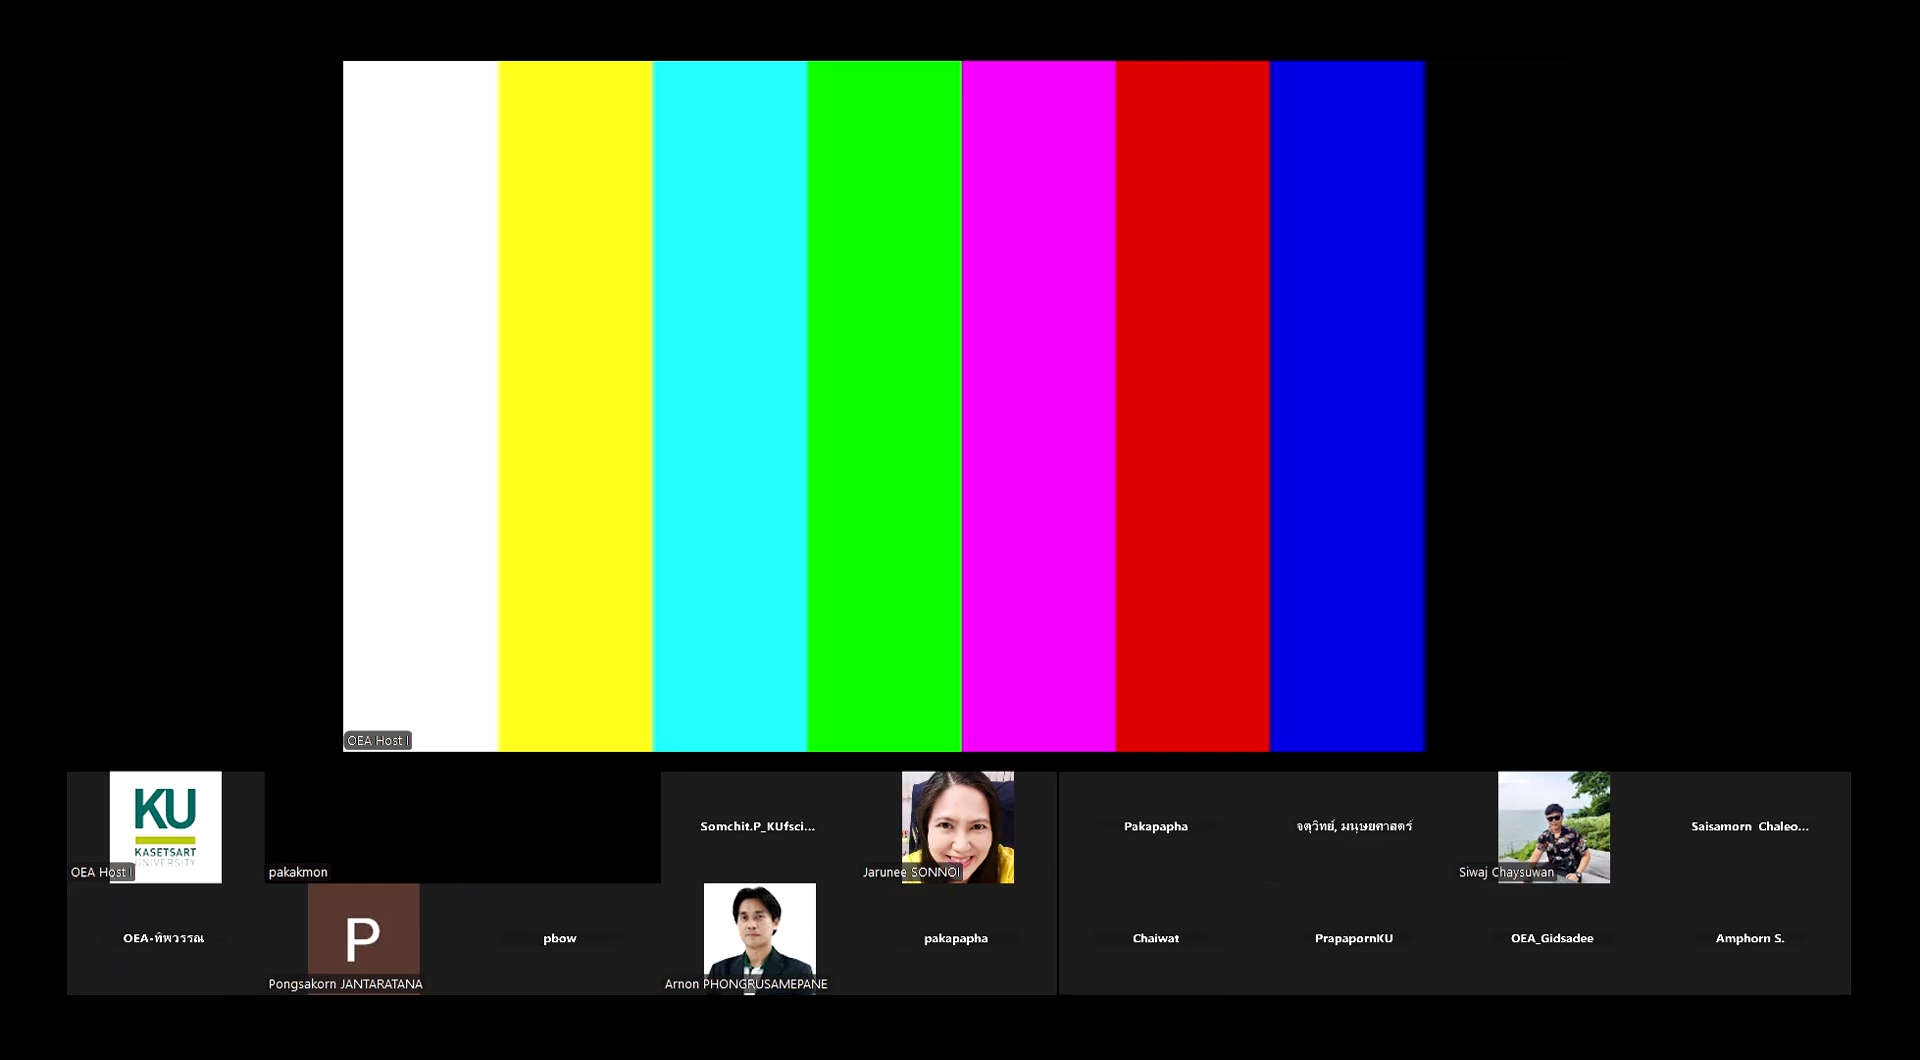 OEA Host I
KU
KASETSART
UNIVERSITY
OEA Host I
pakakmon
Somchit.P_KUfsci...
Jarunee SONNOI
Pakapapha
จตุวิทย์, มนุษยศาสตร์
Siwaj Chaysuwan
Saisamorn Chaleo...
OEA-ทิพวรรณ
P
Pongsakorn JANTARATANA
pbow
Arnon PHONGRUSAMEPANE
pakapapha
Chaiwat
PrapapornKU
OEA_Gidsadee
Amphorn S.